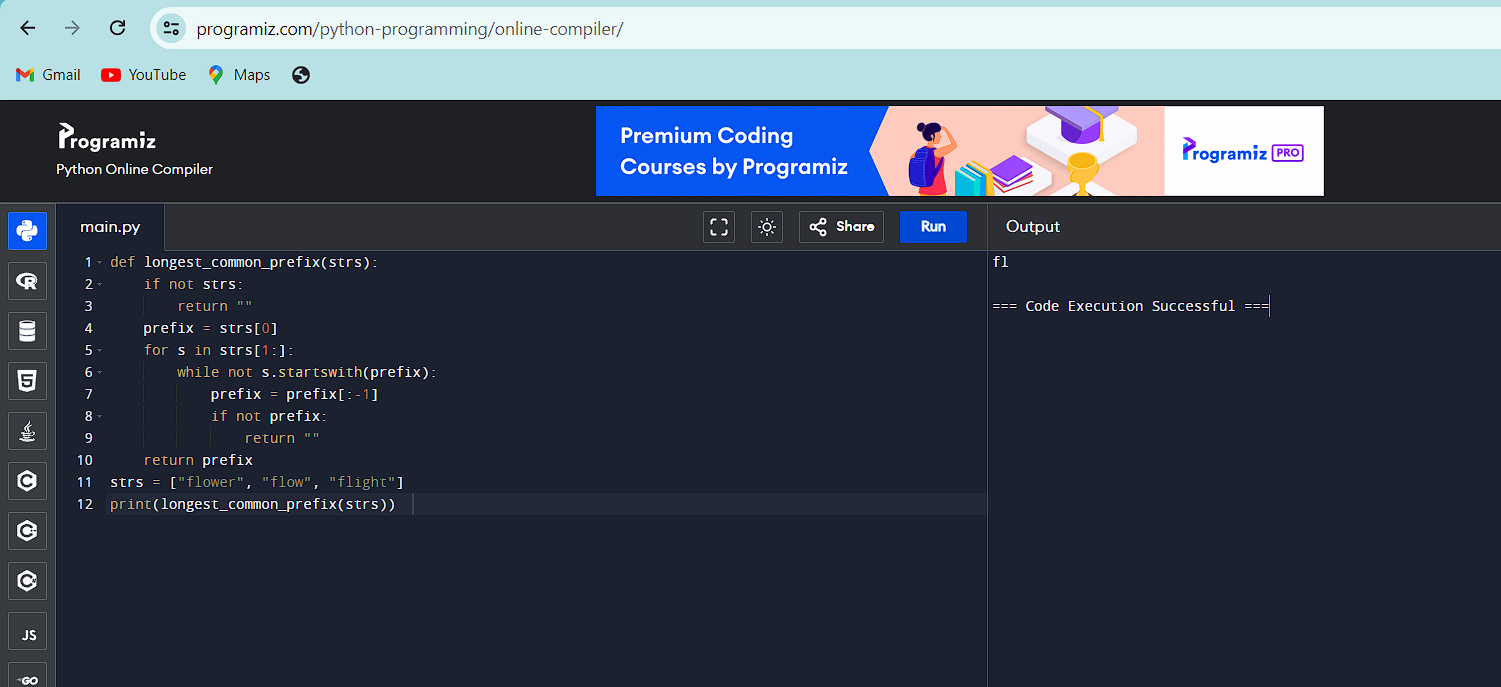 programiz.com/python-programming/online-compiler/
Gmail YouTube Maps
Programiz
Python Online Compiler
Premium Coding
Courses by Programiz
Programiz PRO
main.py Share Run Output
1 def longest_common_prefix(strs):
2     if not strs:
3         return ""
4     prefix = strs[0]
5     for s in strs[1:]:
6         while not s.startswith(prefix):
7             prefix = prefix[:-1]
8             if not prefix:
9                 return ""
10     return prefix
11 strs = ["flower", "flow", "flight"]
12 print(longest_common_prefix(strs))
fl
=== Code Execution Successful ===
R
5
C
C
C
JS
GO